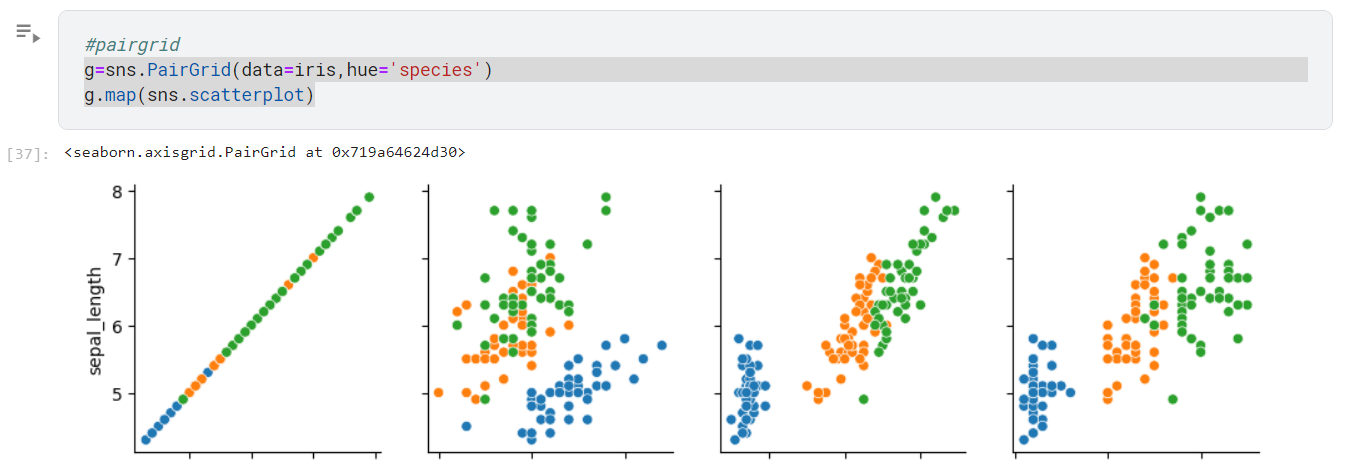 #pairgrid
g=sns.PairGrid(data=iris,hue='species')
g.map(sns.scatterplot)
[37]: <seaborn.axisgrid.PairGrid at 0x719a64624d30>
8
7
6
5
sepal_length